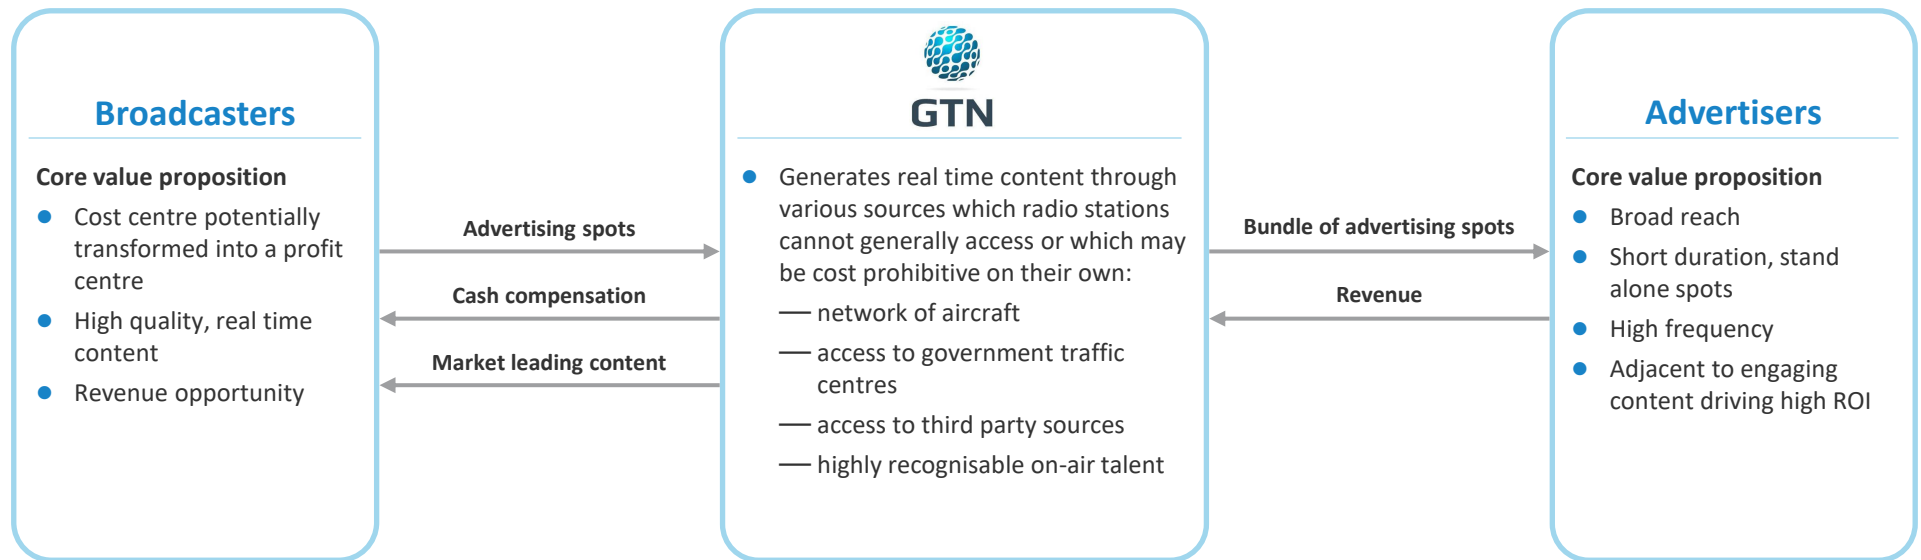 Broadcasters
Core value proposition
● Cost centre potentially
transformed into a profit
centre
● High quality, real time
content
● Revenue opportunity
Advertising spots
Cash compensation
Market leading content
GTN
● Generates real time content through
various sources which radio stations
cannot generally access or which may
be cost prohibitive on their own:
— network of aircraft
— access to government traffic
centres
— access to third party sources
— highly recognisable on-air talent
Bundle of advertising spots
Revenue
Advertisers
Core value proposition
● Broad reach
● Short duration, stand
alone spots
● High frequency
● Adjacent to engaging
content driving high ROI